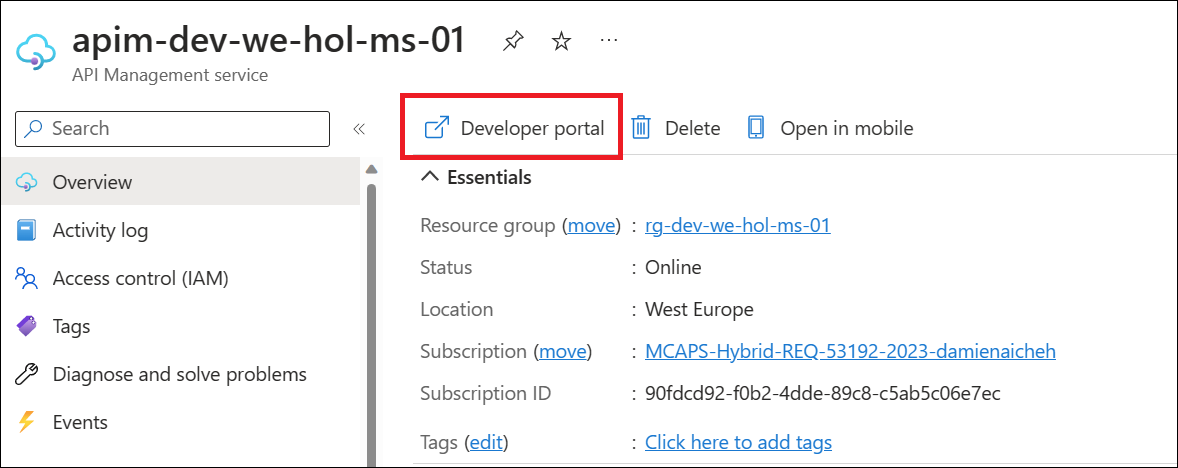 apim-dev-we-hol-ms-01
API Management service
Search
Developer portal
Delete
Open in mobile
Overview
Activity log
Access control (IAM)
Tags
Diagnose and solve problems
Events
Essentials
Resource group (move) : rg-dev-we-hol-ms-01
Status : Online
Location : West Europe
Subscription (move) : MCAPS-Hybrid-REQ-53192-2023-damienaicheh
Subscription ID : 90fdcd92-f0b2-4dde-89c8-c5ab5c06e7ec
Tags (edit) : Click here to add tags